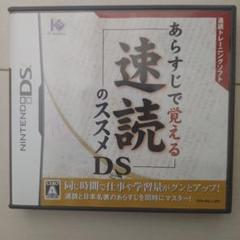 速読トレーニングソフト
あらすじで覚える
速読
のススメ
DS
NINTENDO DS
同じ時間で仕事や学習量がグンとアップ!
速読と日本名著のあらすじを同時にマスター!
A